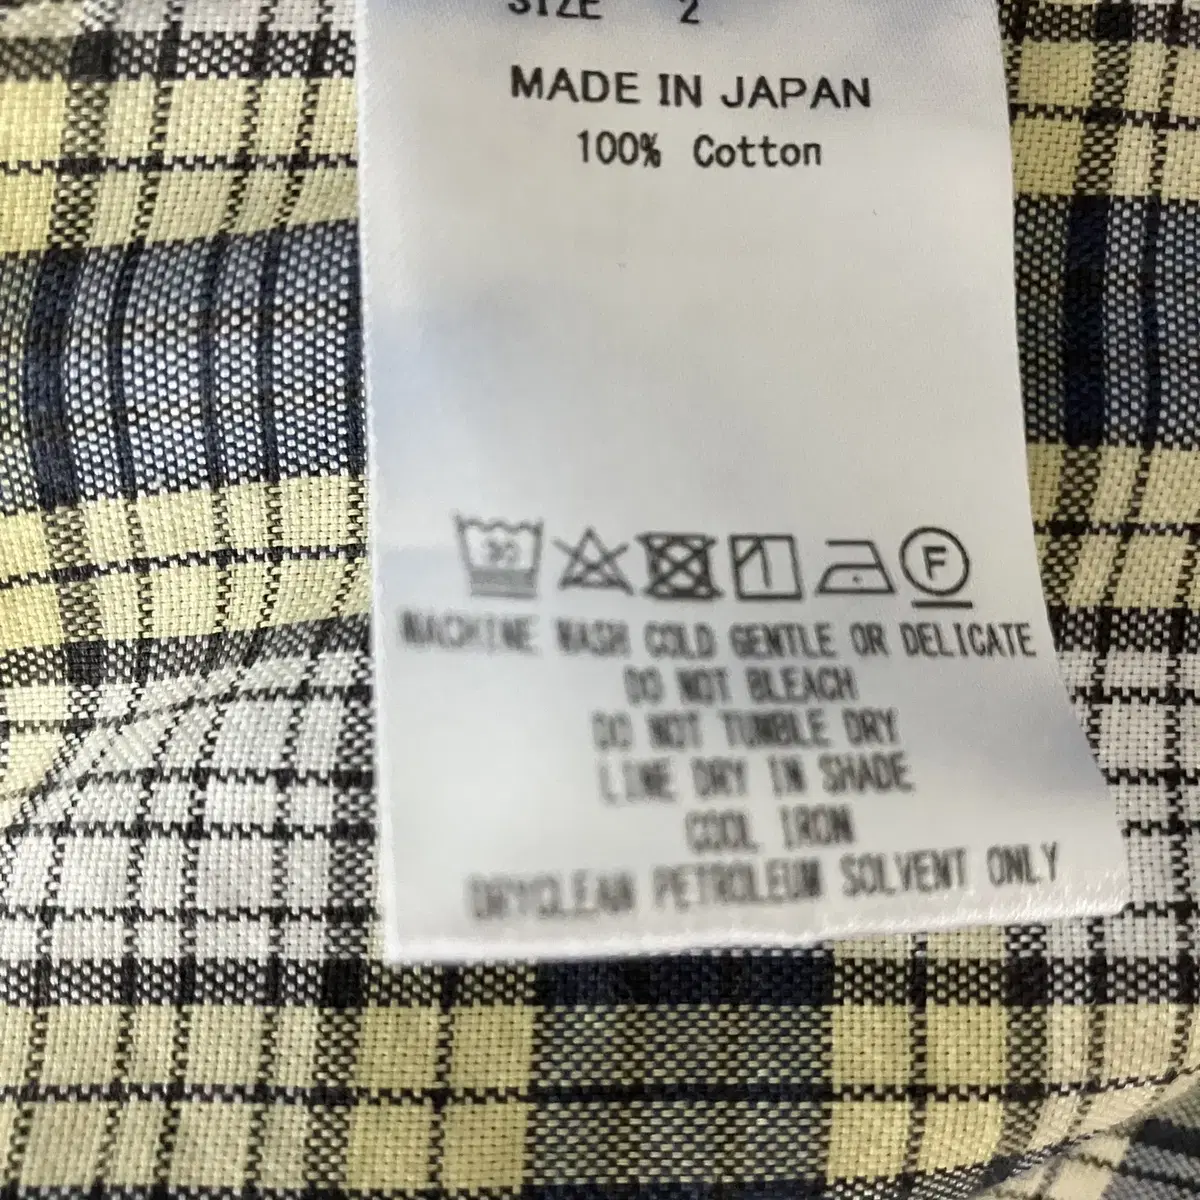 SIZE 2
MADE IN JAPAN
100% Cotton
30 F
MACHINE WASH COLD GENTLE OR DELICATE
DO NOT BLEACH
DO NOT TUMBLE DRY
LINE DRY IN SHADE
COOL IRON
DRYCLEAN PETROLEUM SOLVENT ONLY